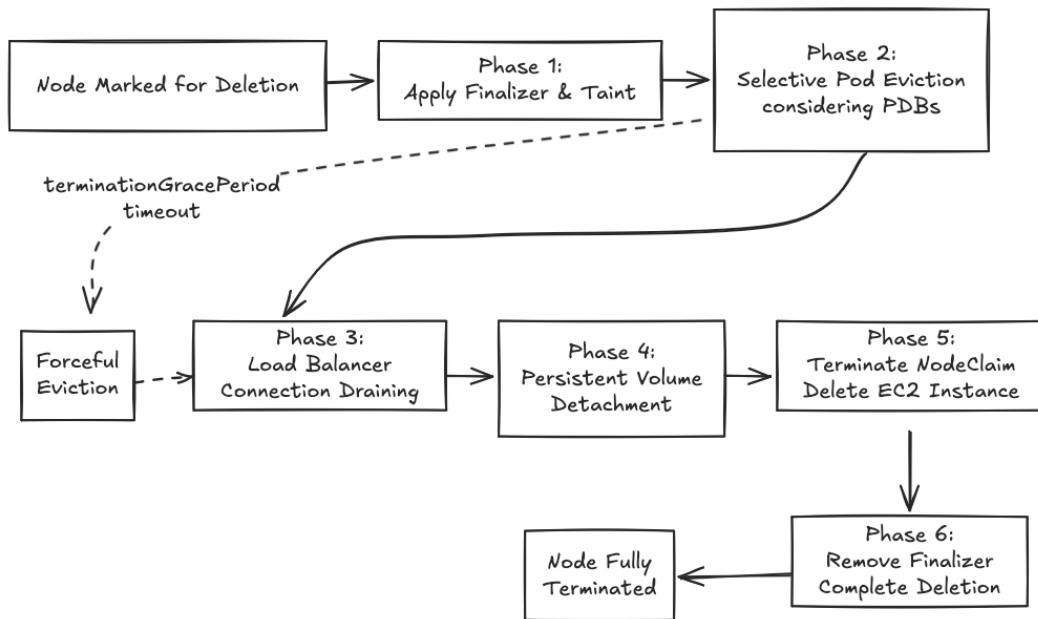 Node Marked for Deletion
Phase 1:
Apply Finalizer & Taint
Phase 2:
Selective Pod Eviction
considering PDBs
terminationGracePeriod
timeout
Forceful
Eviction
Phase 3:
Load Balancer
Connection Draining
Phase 4:
Persistent Volume
Detachment
Phase 5:
Terminate NodeClaim
Delete EC2 Instance
Phase 6:
Remove Finalizer
Complete Deletion
Node Fully
Terminated